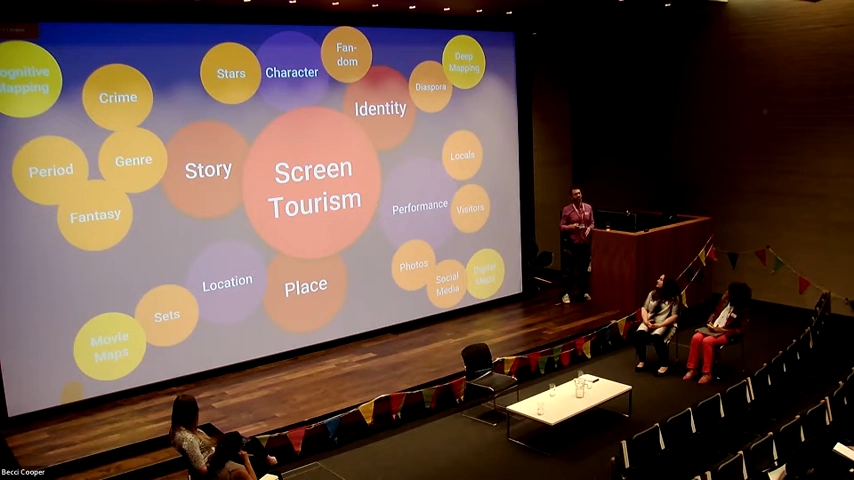 Fan-
dom
Stars
Character
Deep
Mapping
Cognitive
Mapping
Crime
Diaspora
Identity
Period
Genre
Story
Screen
Tourism
Locals
Fantasy
Performance
Visitors
Location
Place
Photos
Social
Media
Digital
Maps
Sets
Movie
Maps
Becci Cooper